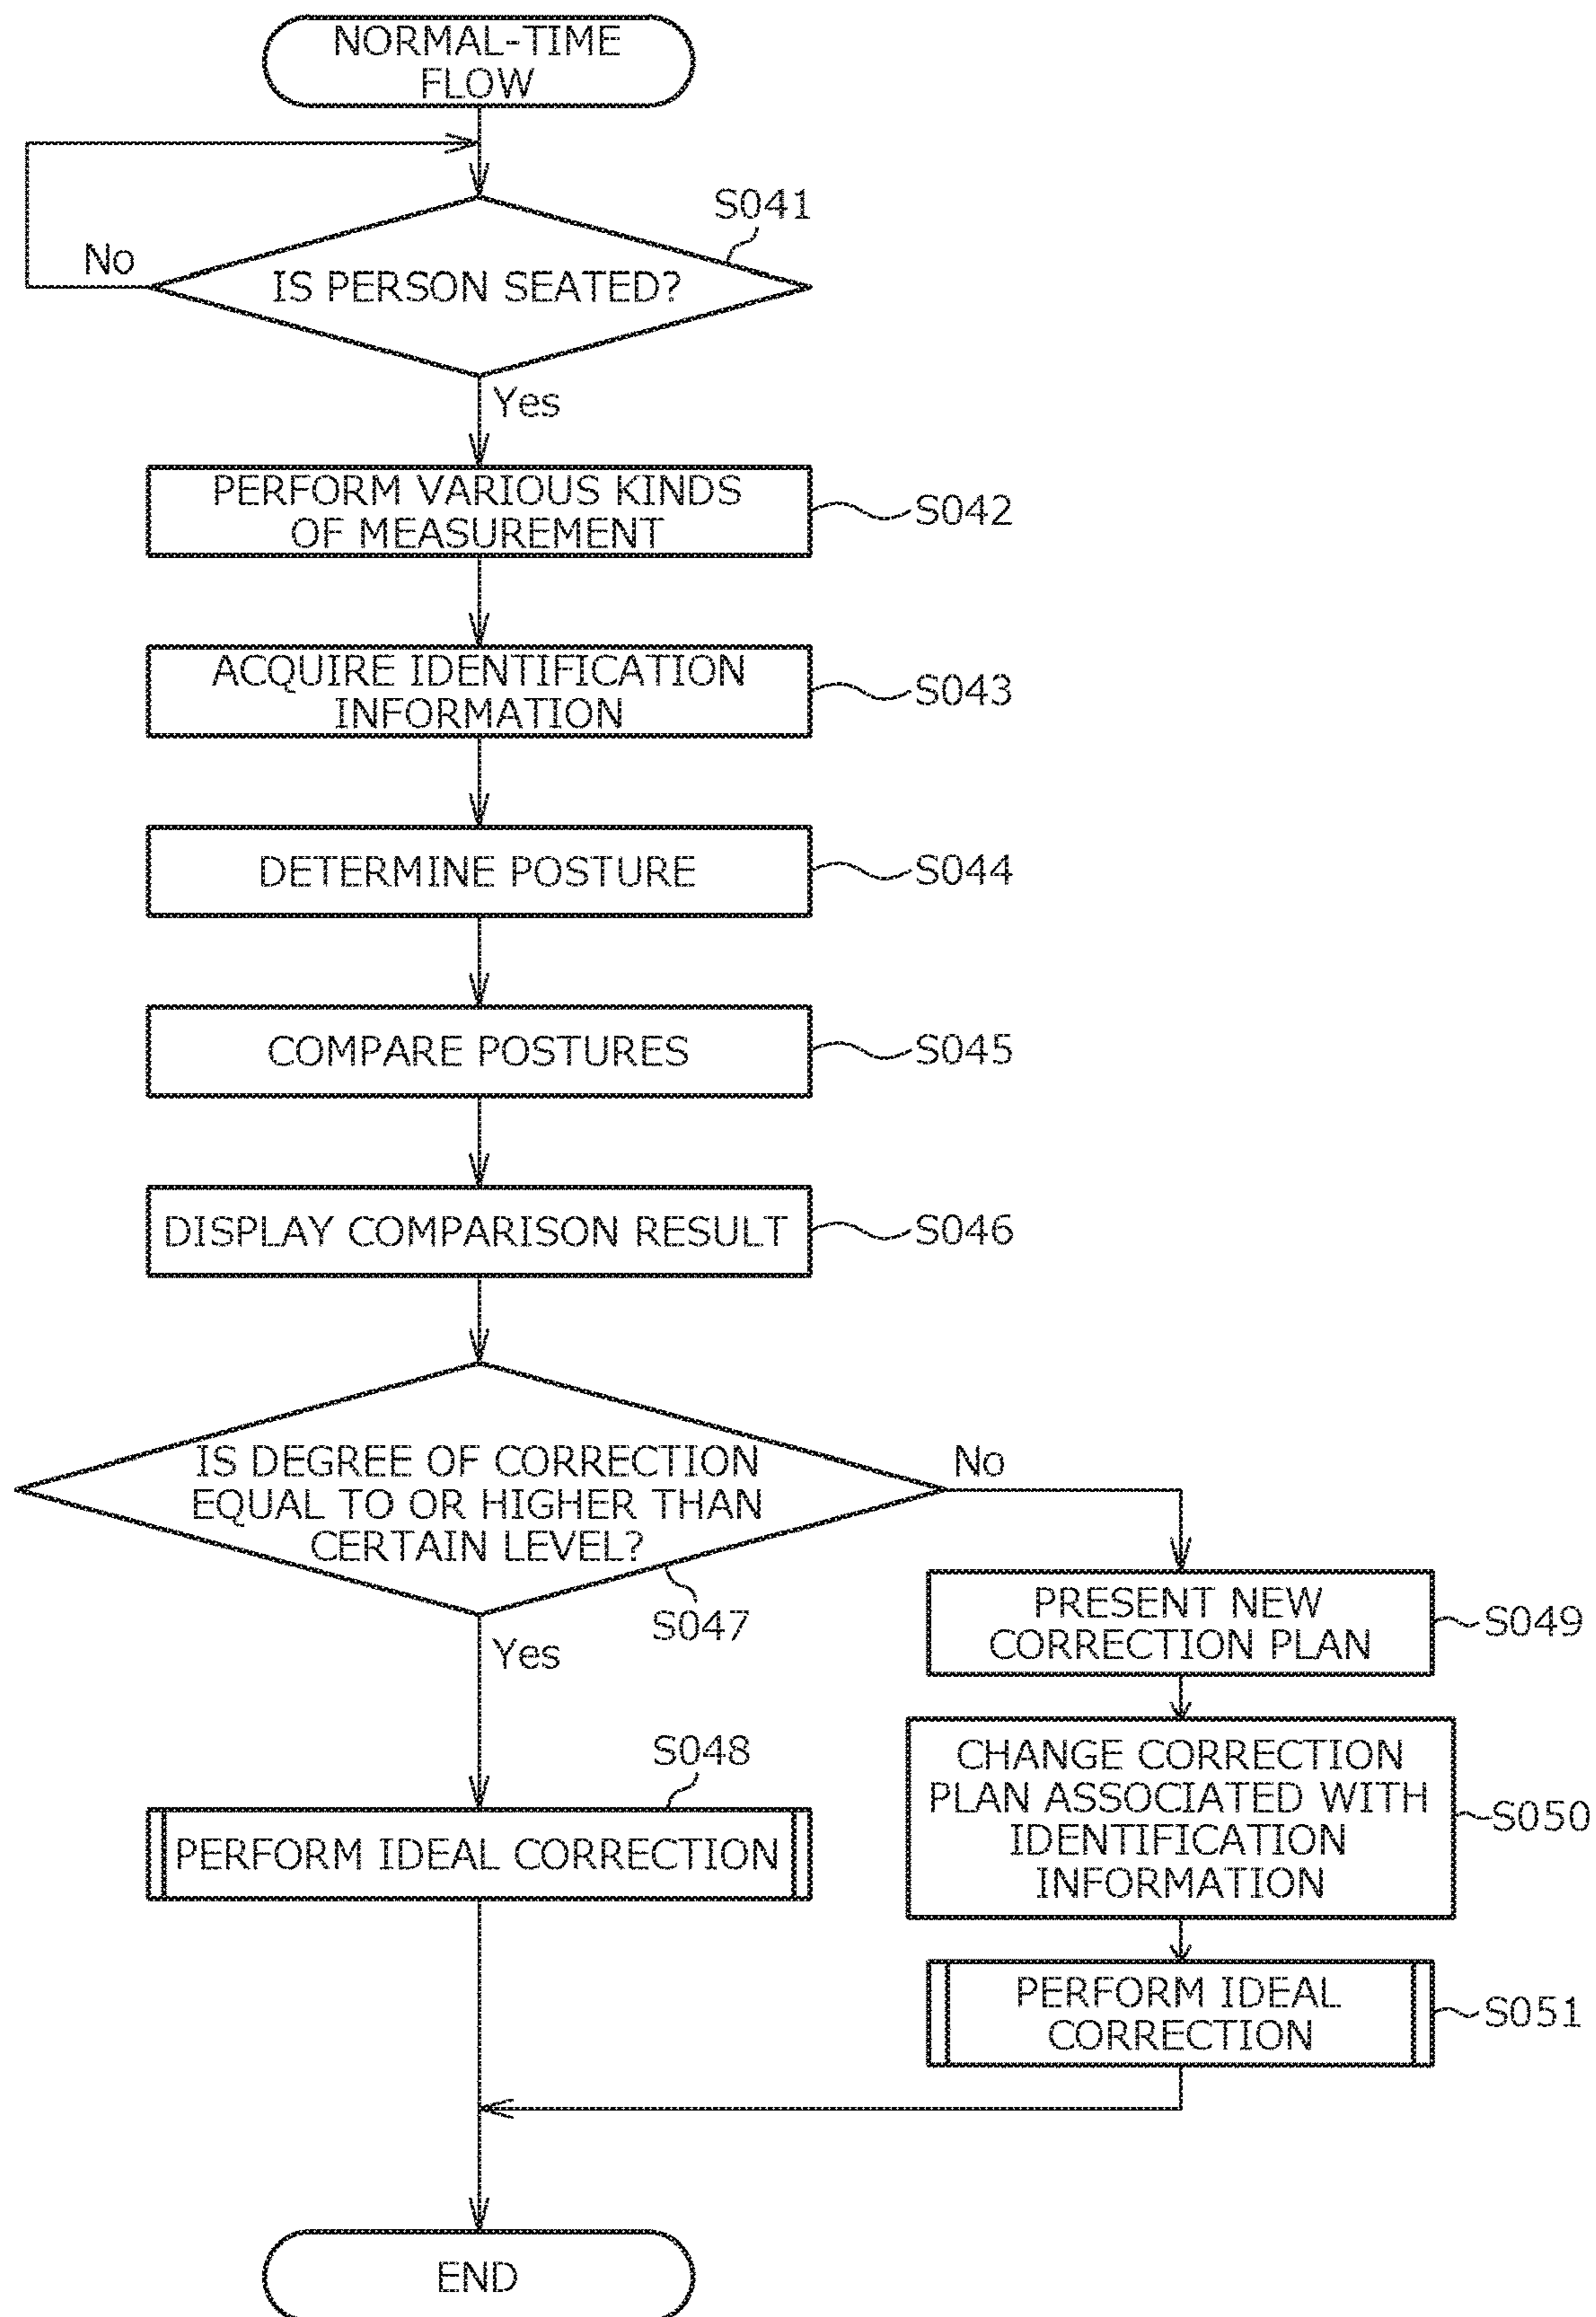 NORMAL-TIME
FLOW
S041
No
IS PERSON SEATED?
Yes
PERFORM VARIOUS KINDS
OF MEASUREMENT
S042
ACQUIRE IDENTIFICATION
INFORMATION
S043
DETERMINE POSTURE
S044
COMPARE POSTURES
S045
DISPLAY COMPARISON RESULT
S046
IS DEGREE OF CORRECTION
EQUAL TO OR HIGHER THAN
CERTAIN LEVEL?
No
S047
Yes
PRESENT NEW
CORRECTION PLAN
S049
S048
PERFORM IDEAL CORRECTION
CHANGE CORRECTION
PLAN ASSOCIATED WITH
IDENTIFICATION
INFORMATION
S050
PERFORM IDEAL
CORRECTION
S051
END